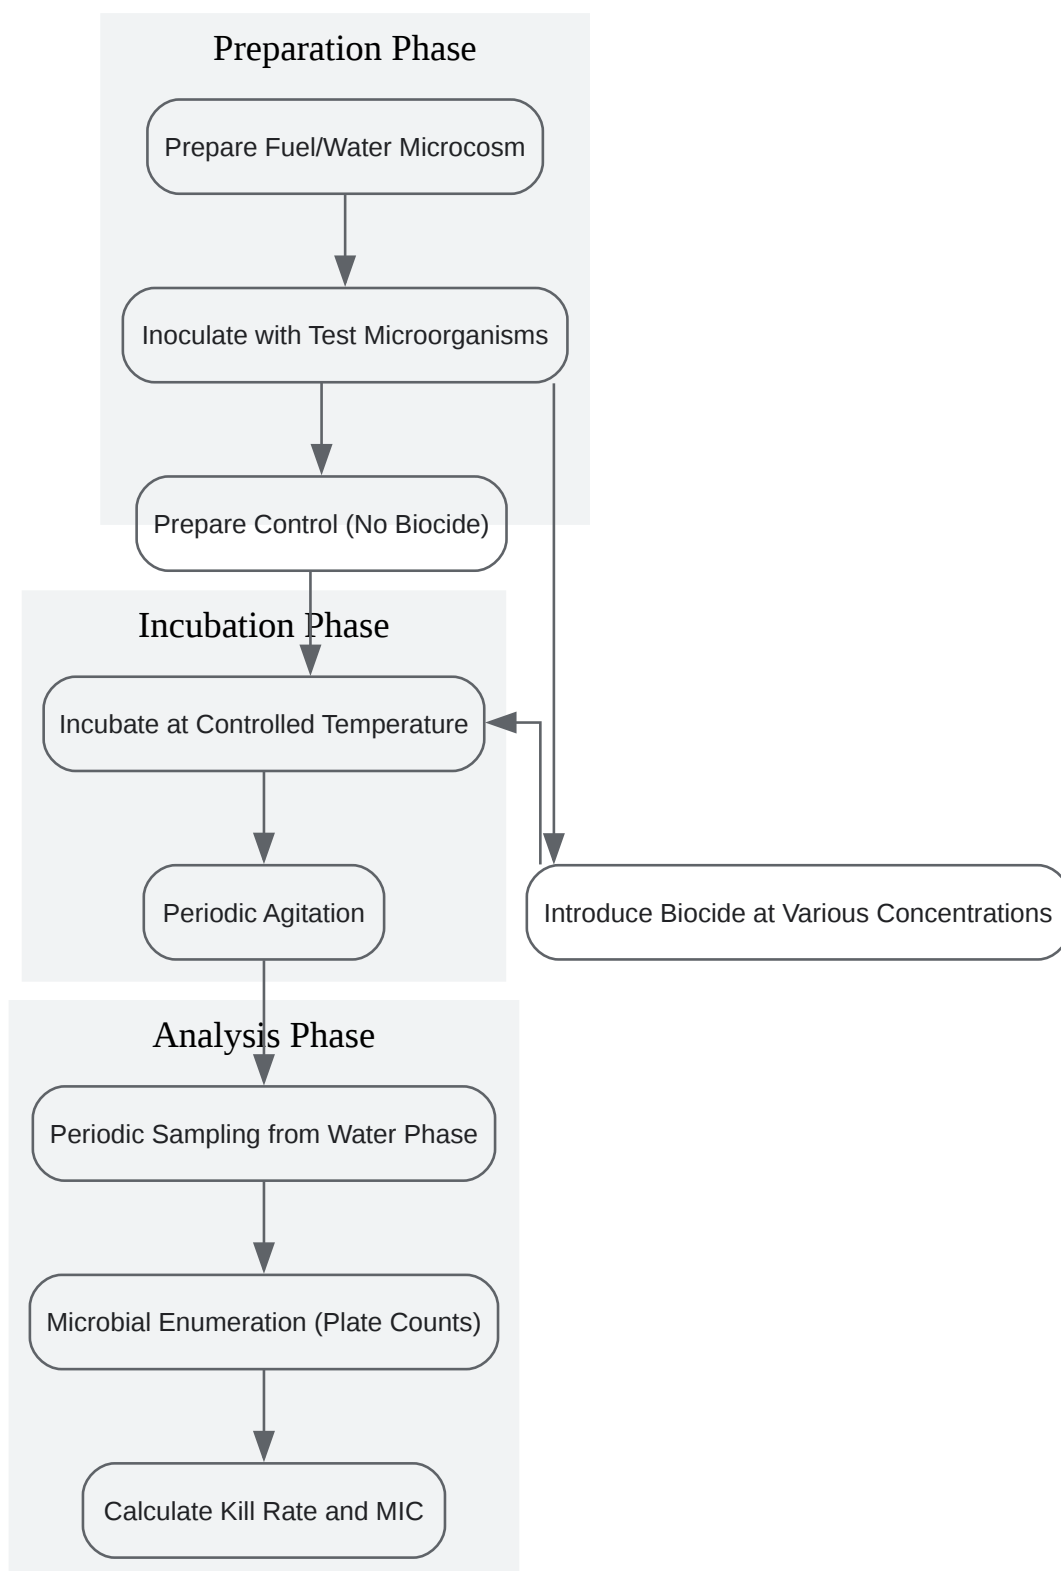 Preparation Phase
Prepare Fuel/Water Microcosm
Inoculate with Test Microorganisms
Prepare Control (No Biocide)
Incubation Phase
Incubate at Controlled Temperature
Periodic Agitation
Introduce Biocide at Various Concentrations
Analysis Phase
Periodic Sampling from Water Phase
Microbial Enumeration (Plate Counts)
Calculate Kill Rate and MIC